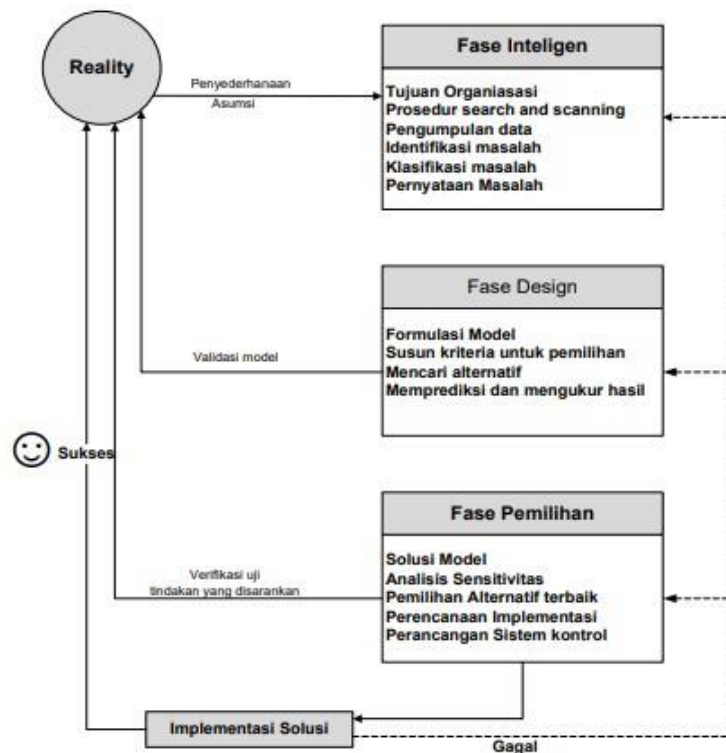 Reality
Penyederhanaan
Asumsi
Fase Inteligen
Tujuan Organiasasi
Prosedur search and scanning
Pengumpulan data
Identifikasi masalah
Klasifikasi masalah
Pernyataan Masalah
Fase Design
Formulasi Model
Susun kriteria untuk pemilihan
Mencari alternatif
Memprediksi dan mengukur hasil
Validasi model
Sukses
Fase Pemilihan
Solusi Model
Analisis Sensitivitas
Pemilihan Alternatif terbaik
Perencanaan Implementasi
Perancangan Sistem kontrol
Verifikasi uji
tindakan yang disarankan
Implementasi Solusi
Gagal